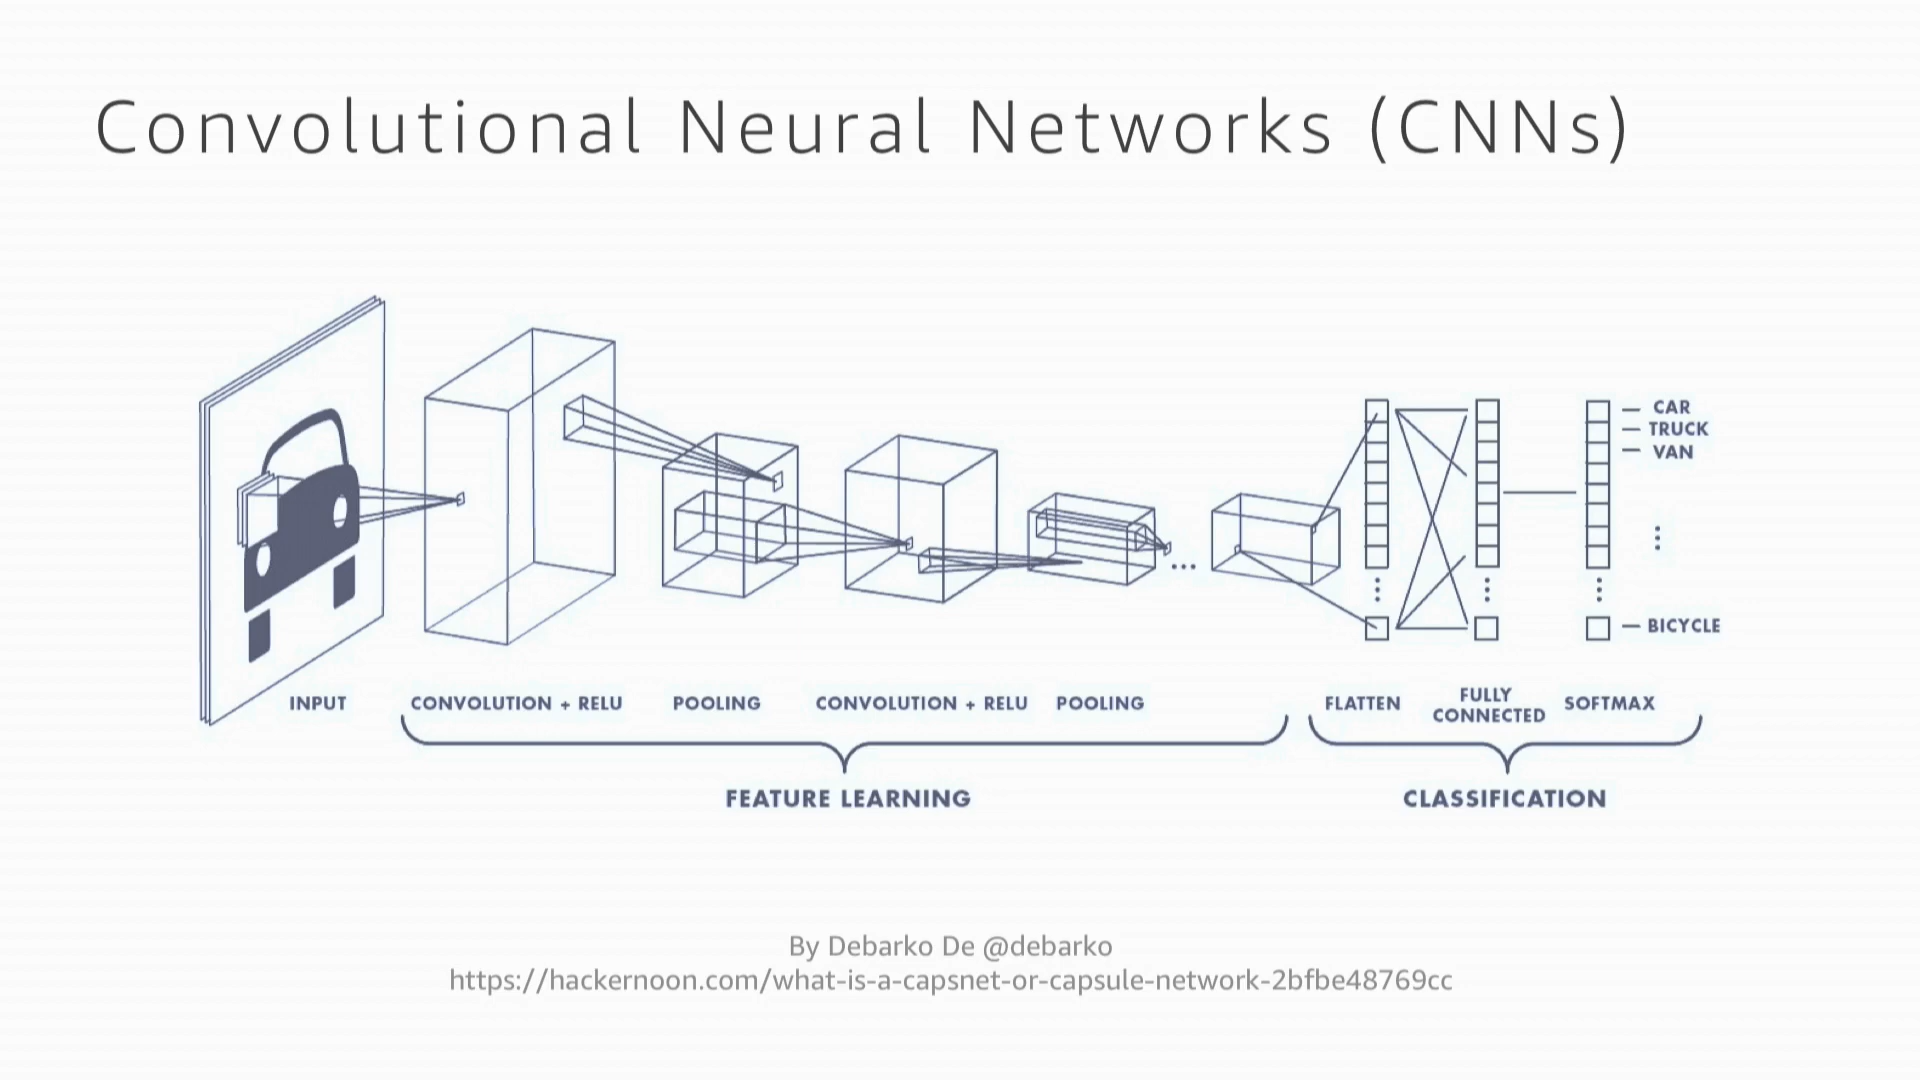 Convolutional Neural Networks (CNNs)
CAR
TRUCK
VAN
BICYCLE
INPUT
CONVOLUTION + RELU
POOLING
CONVOLUTION + RELU
POOLING
FLATTEN
FULLY
CONNECTED
SOFTMAX
FEATURE LEARNING
CLASSIFICATION
By Debarko De @debarko
https://hackernoon.com/what-is-a-capsnet-or-capsule-network-2bfbe48769cc